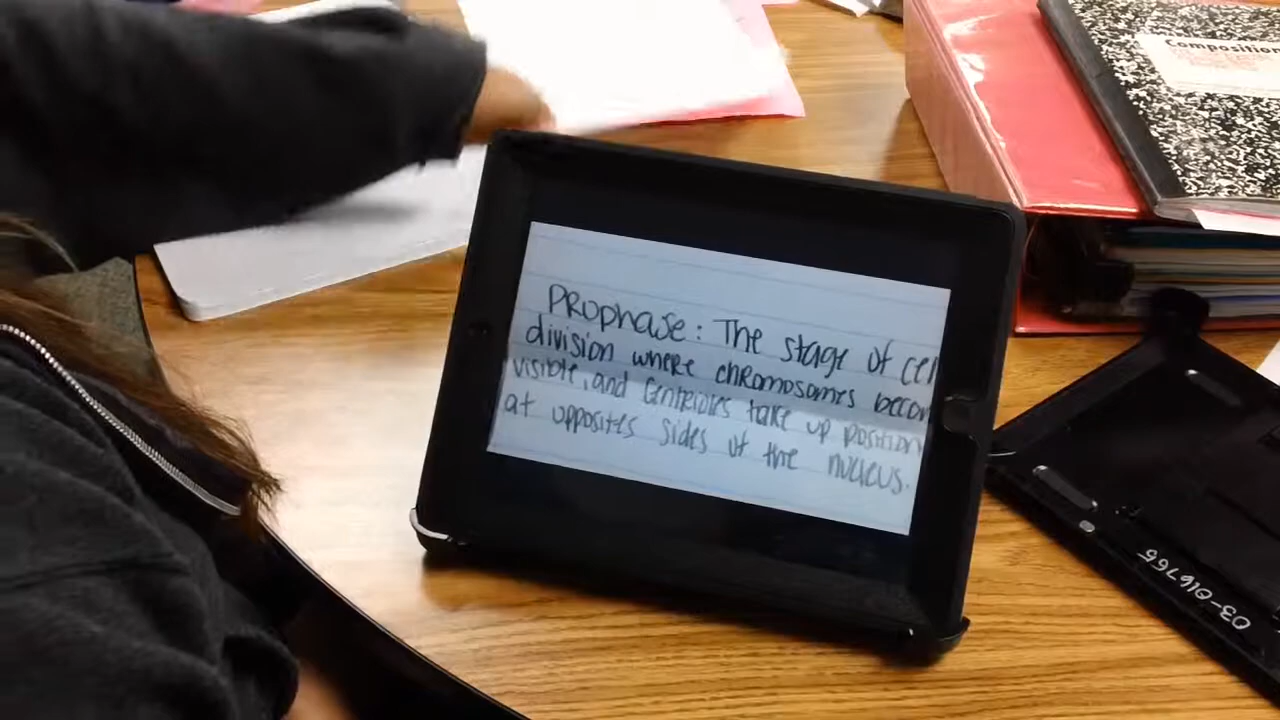 Composition
PROPHASE: The stage of cel
division where chromosomes becom
visible, and Centrioles take up position
at opposites sides of the nucleus.
03-016765